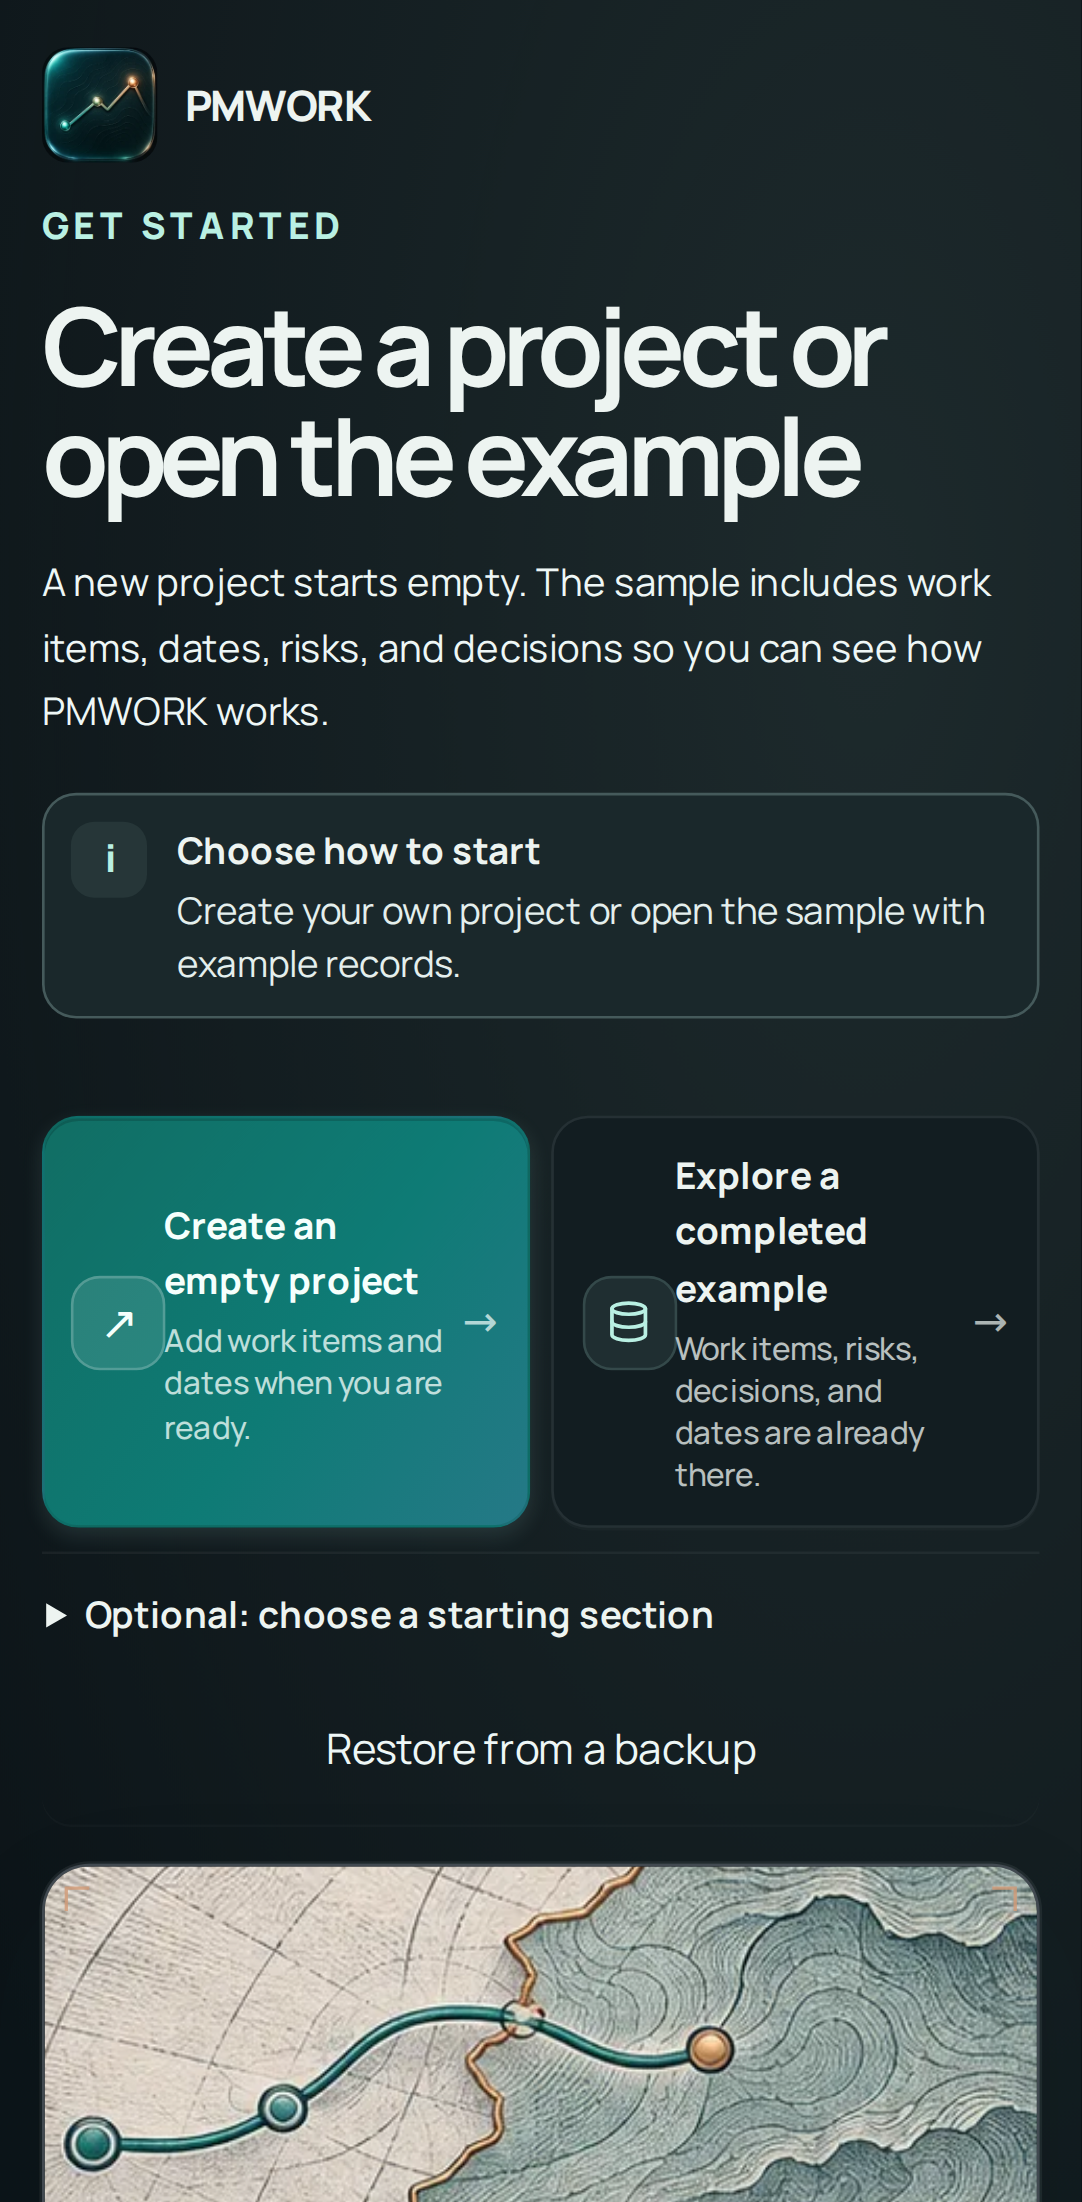 PMWORK
GET STARTED
Create a project or
open the example
A new project starts empty. The sample includes work
items, dates, risks, and decisions so you can see how
PMWORK works.
i
Choose how to start
Create your own project or open the sample with
example records.
Create an
empty project
Add work items and
dates when you are
ready.
Explore a
completed
example
Work items, risks,
decisions, and
dates are already
there.
Optional: choose a starting section
Restore from a backup